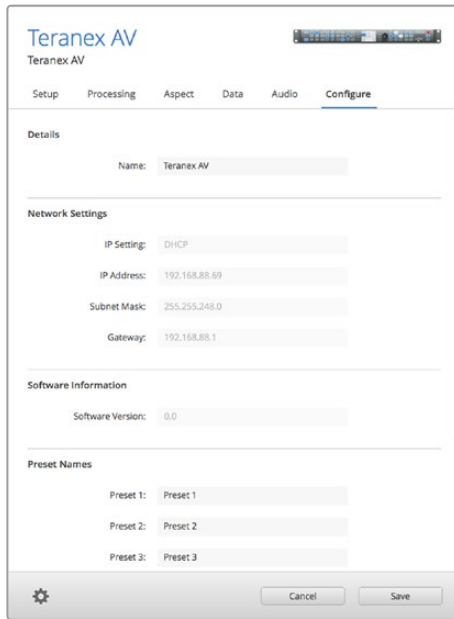 Teranex AV
Teranex AV
Setup Processing Aspect Data Audio Configure
Details
Name: Teranex AV
Network Settings
IP Setting: DHCP
IP Address: 192.168.88.69
Subnet Mask: 255.255.248.0
Gateway: 192.168.88.1
Software Information
Software Version: 0.0
Preset Names
Preset 1: Preset 1
Preset 2: Preset 2
Preset 3: Preset 3
Cancel Save